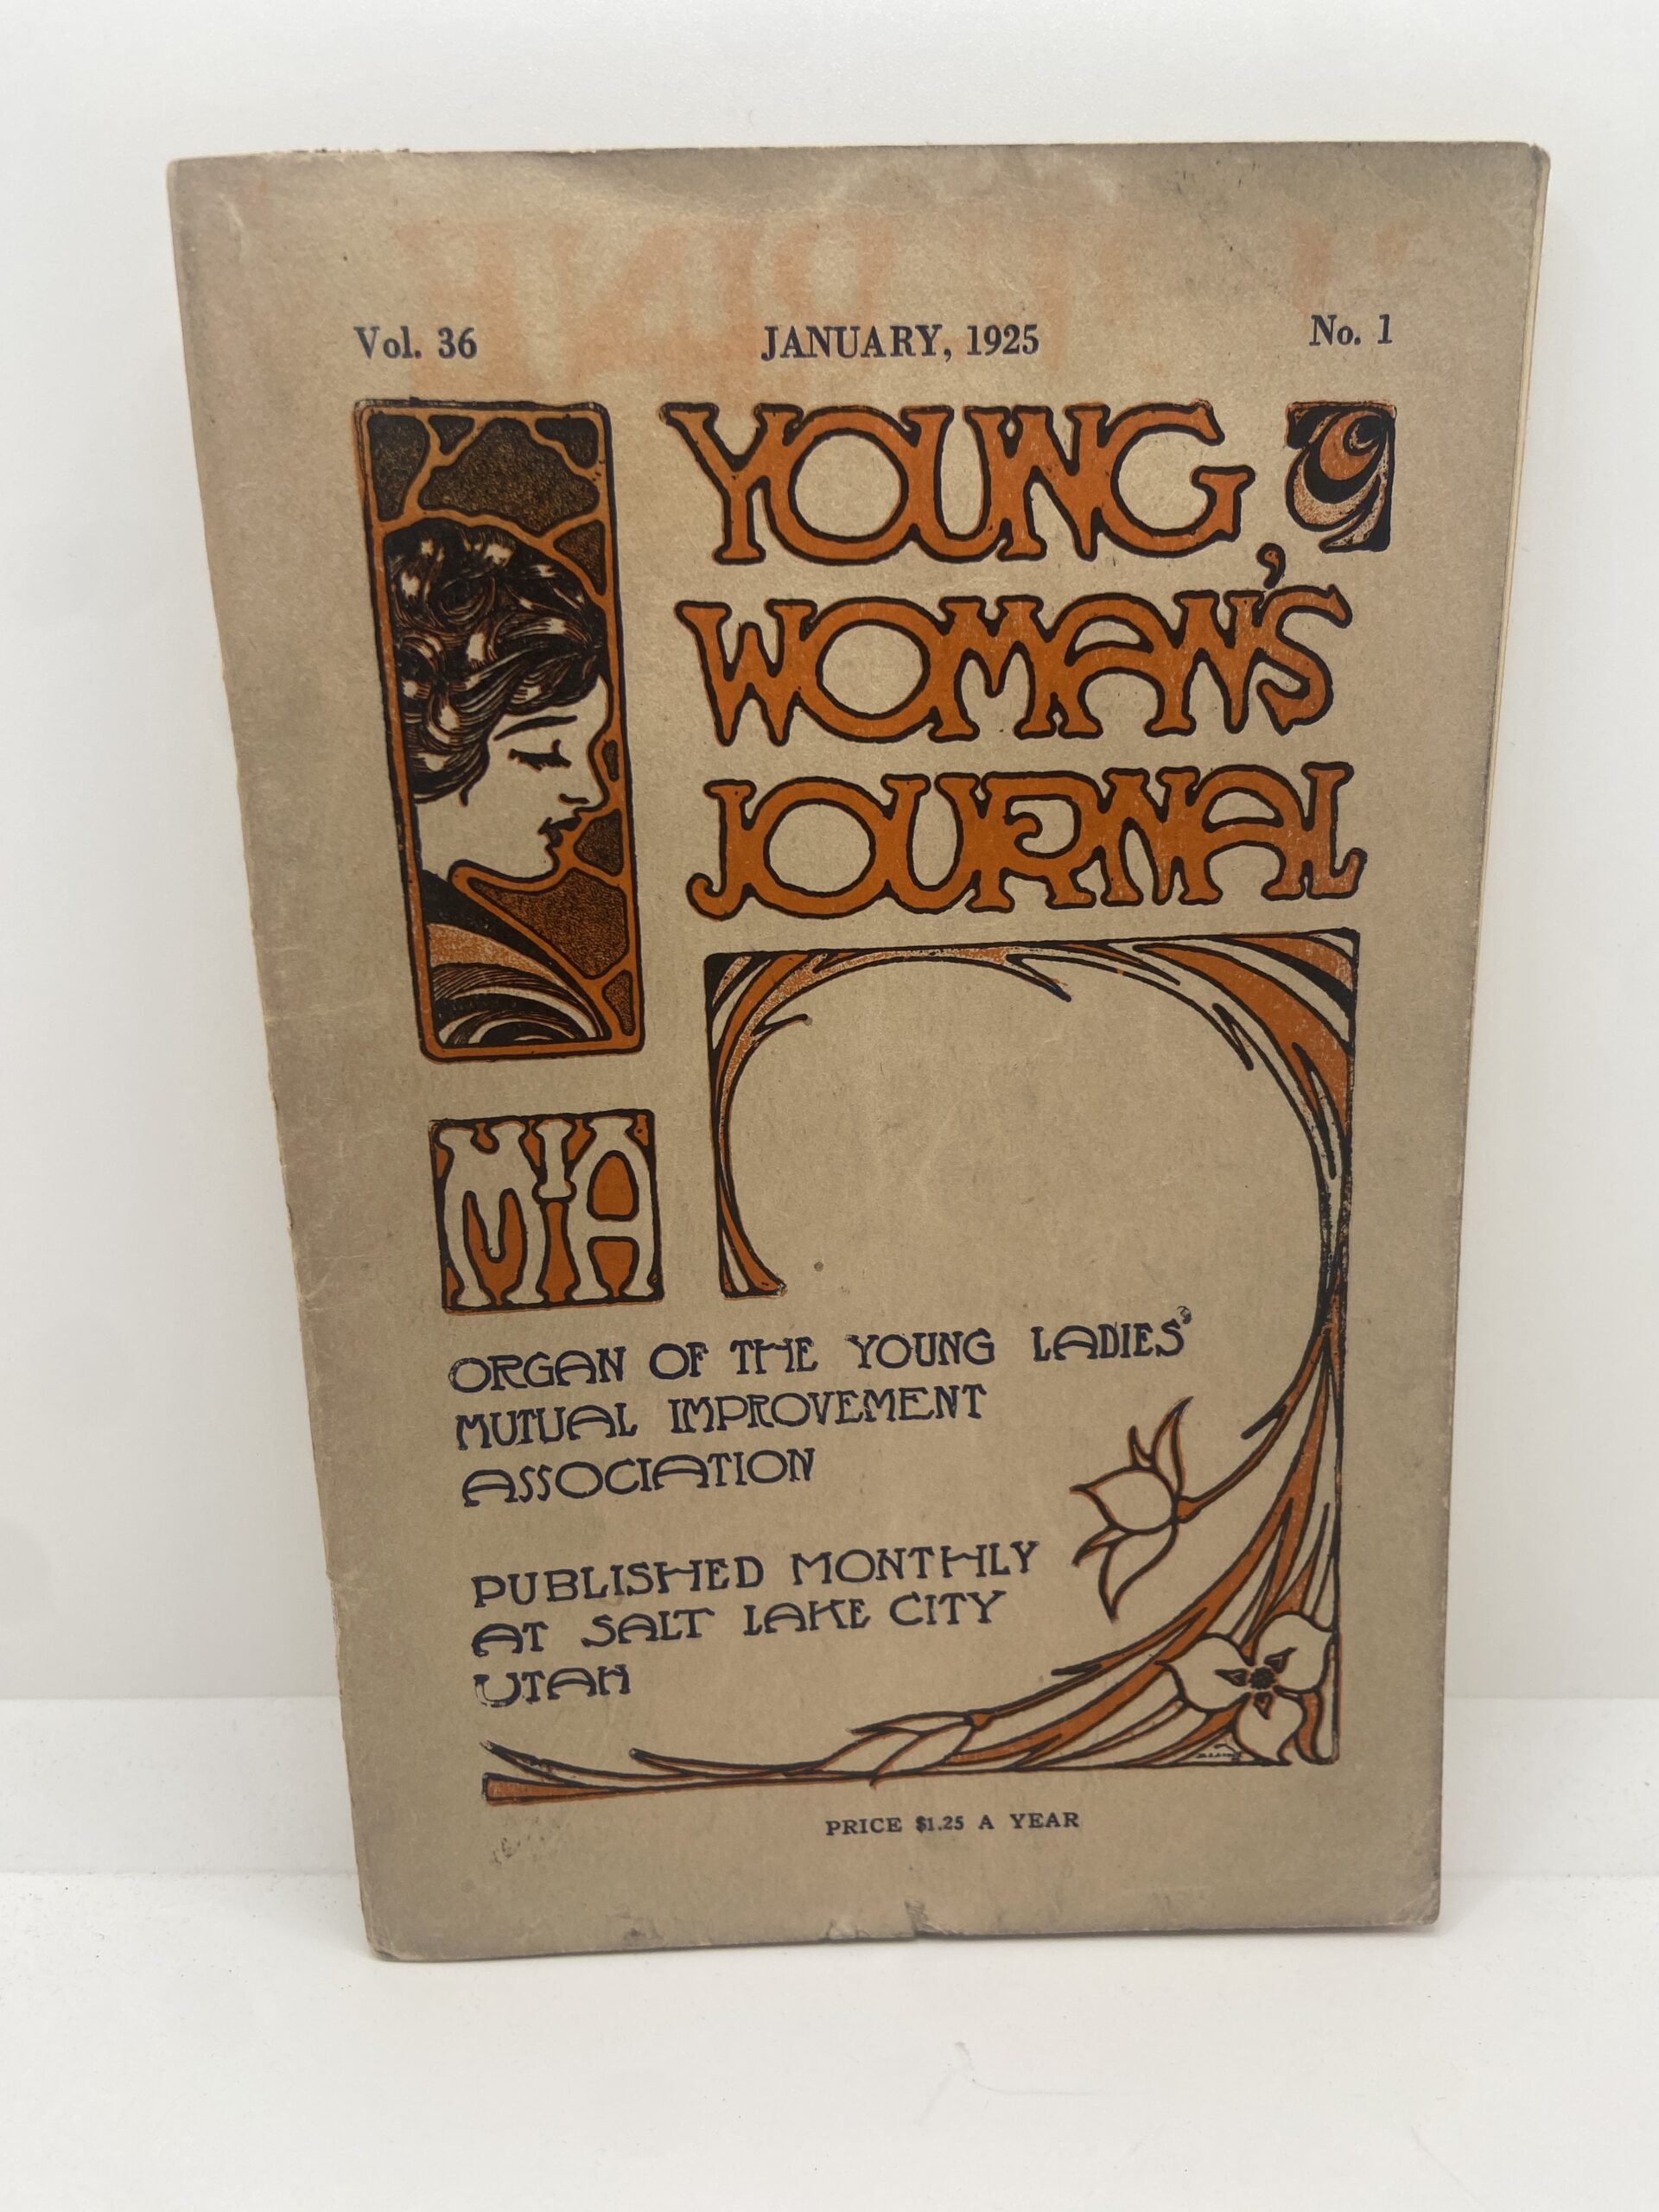 Vol. 36 JANUARY, 1925 No. 1
YOUNG
WOMAN'S
JOURNAL
MIA
ORGAN OF THE YOUNG LADIES'
MUTUAL IMPROVEMENT
ASSOCIATION
PUBLISHED MONTHLY
AT SALT LAKE CITY
UTAH
PRICE $1.25 A YEAR